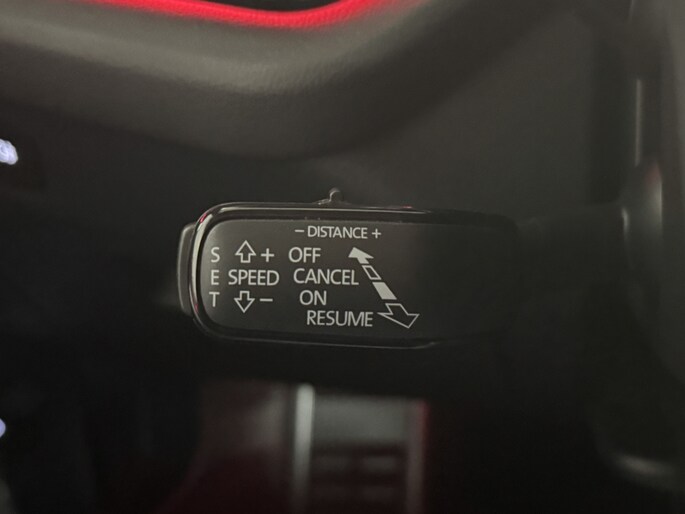 − DISTANCE +
S + OFF
E SPEED CANCEL
T − ON
RESUME